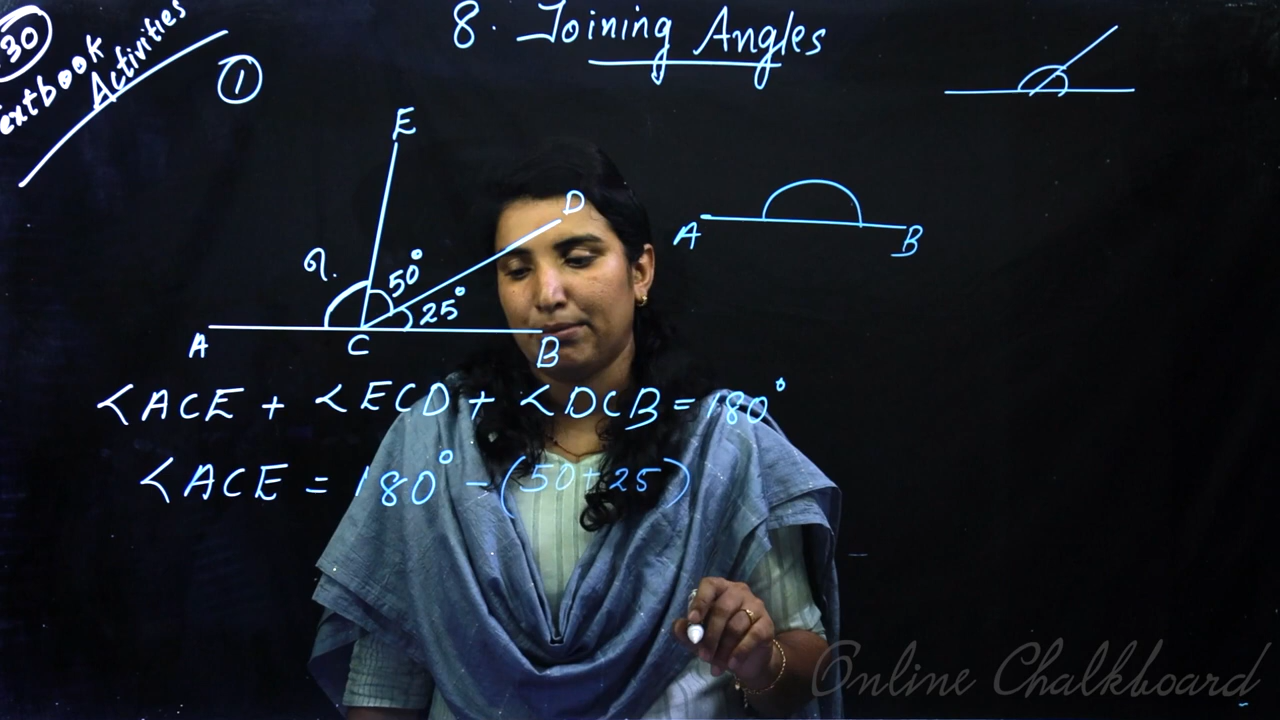 8. Joining Angles
30
Textbook
Activities
1
E
D
?
50°
25°
A C B
A B
<ACE + <ECD + <DCB = 180°
<ACE = 180° - (50+25)
Online Chalkboard